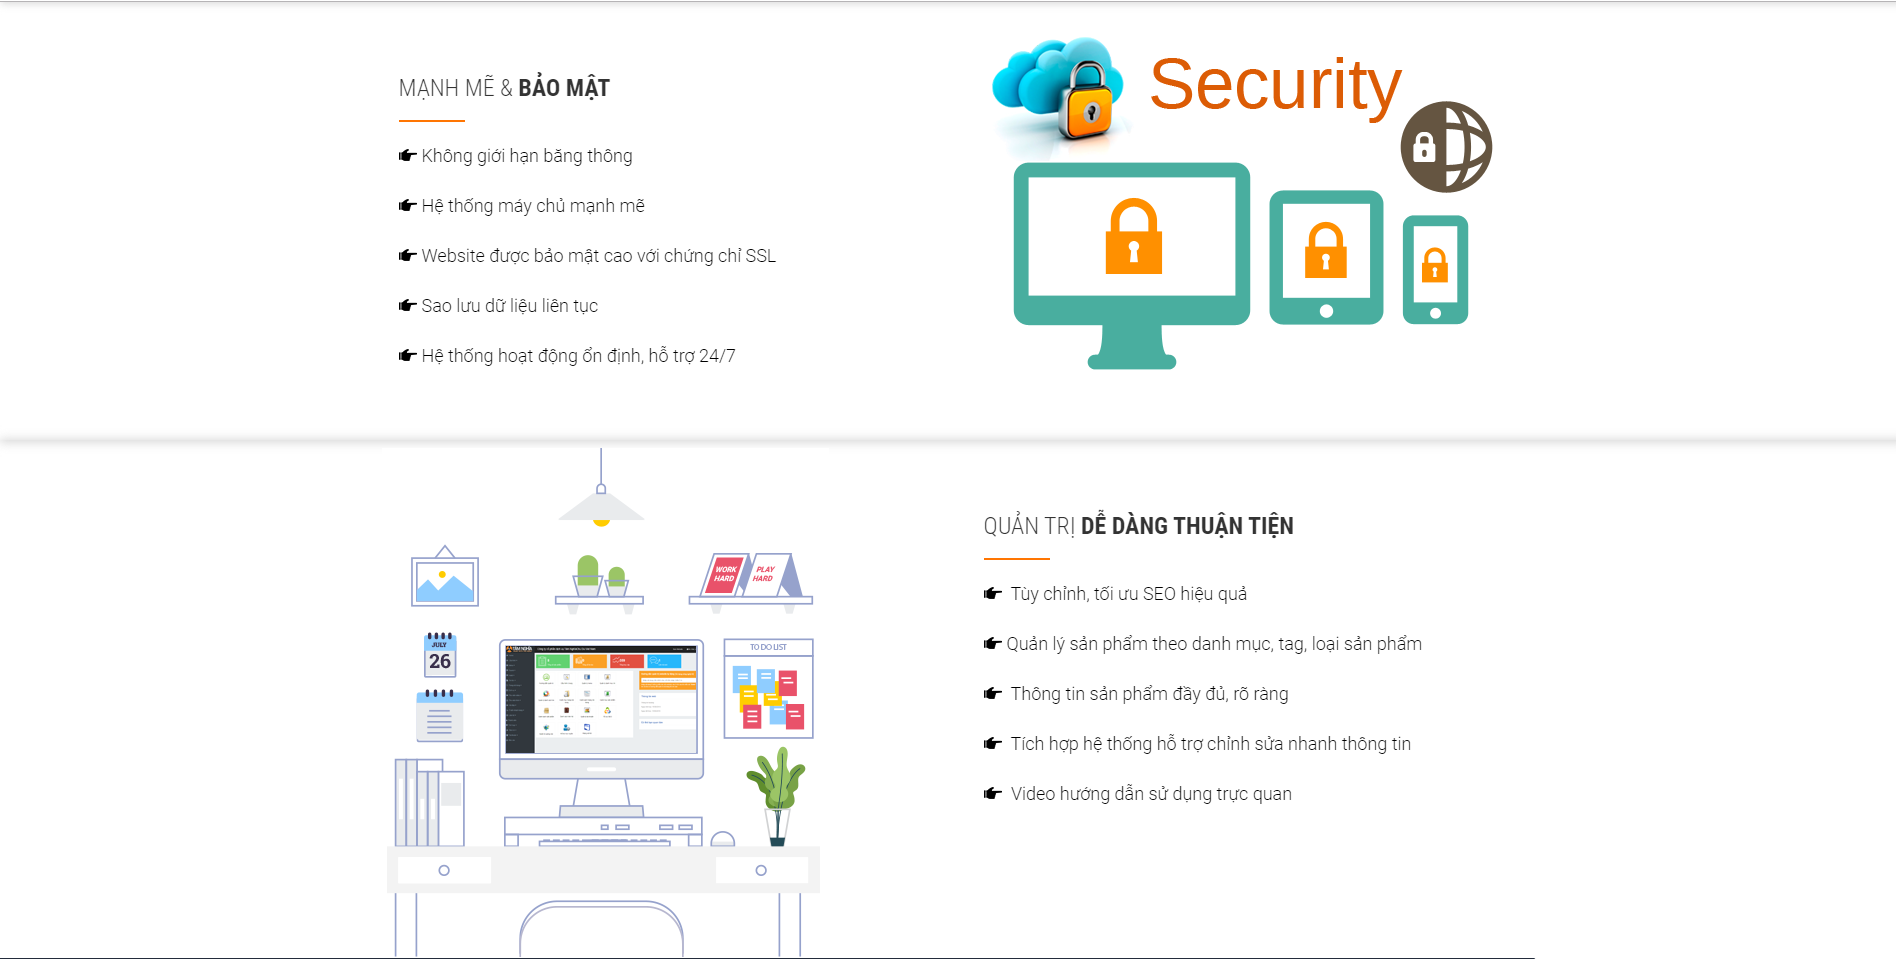 MẠNH MẼ & BẢO MẬT
Không giới hạn băng thông
Hệ thống máy chủ mạnh mẽ
Website được bảo mật cao với chứng chỉ SSL
Sao lưu dữ liệu liên tục
Hệ thống hoạt động ổn định, hỗ trợ 24/7
Security
WORK HARD
PLAY HARD
JULY
26
TO DO LIST
QUẢN TRỊ DỄ DÀNG THUẬN TIỆN
Tùy chỉnh, tối ưu SEO hiệu quả
Quản lý sản phẩm theo danh mục, tag, loại sản phẩm
Thông tin sản phẩm đầy đủ, rõ ràng
Tích hợp hệ thống hỗ trợ chỉnh sửa nhanh thông tin
Video hướng dẫn sử dụng trực quan